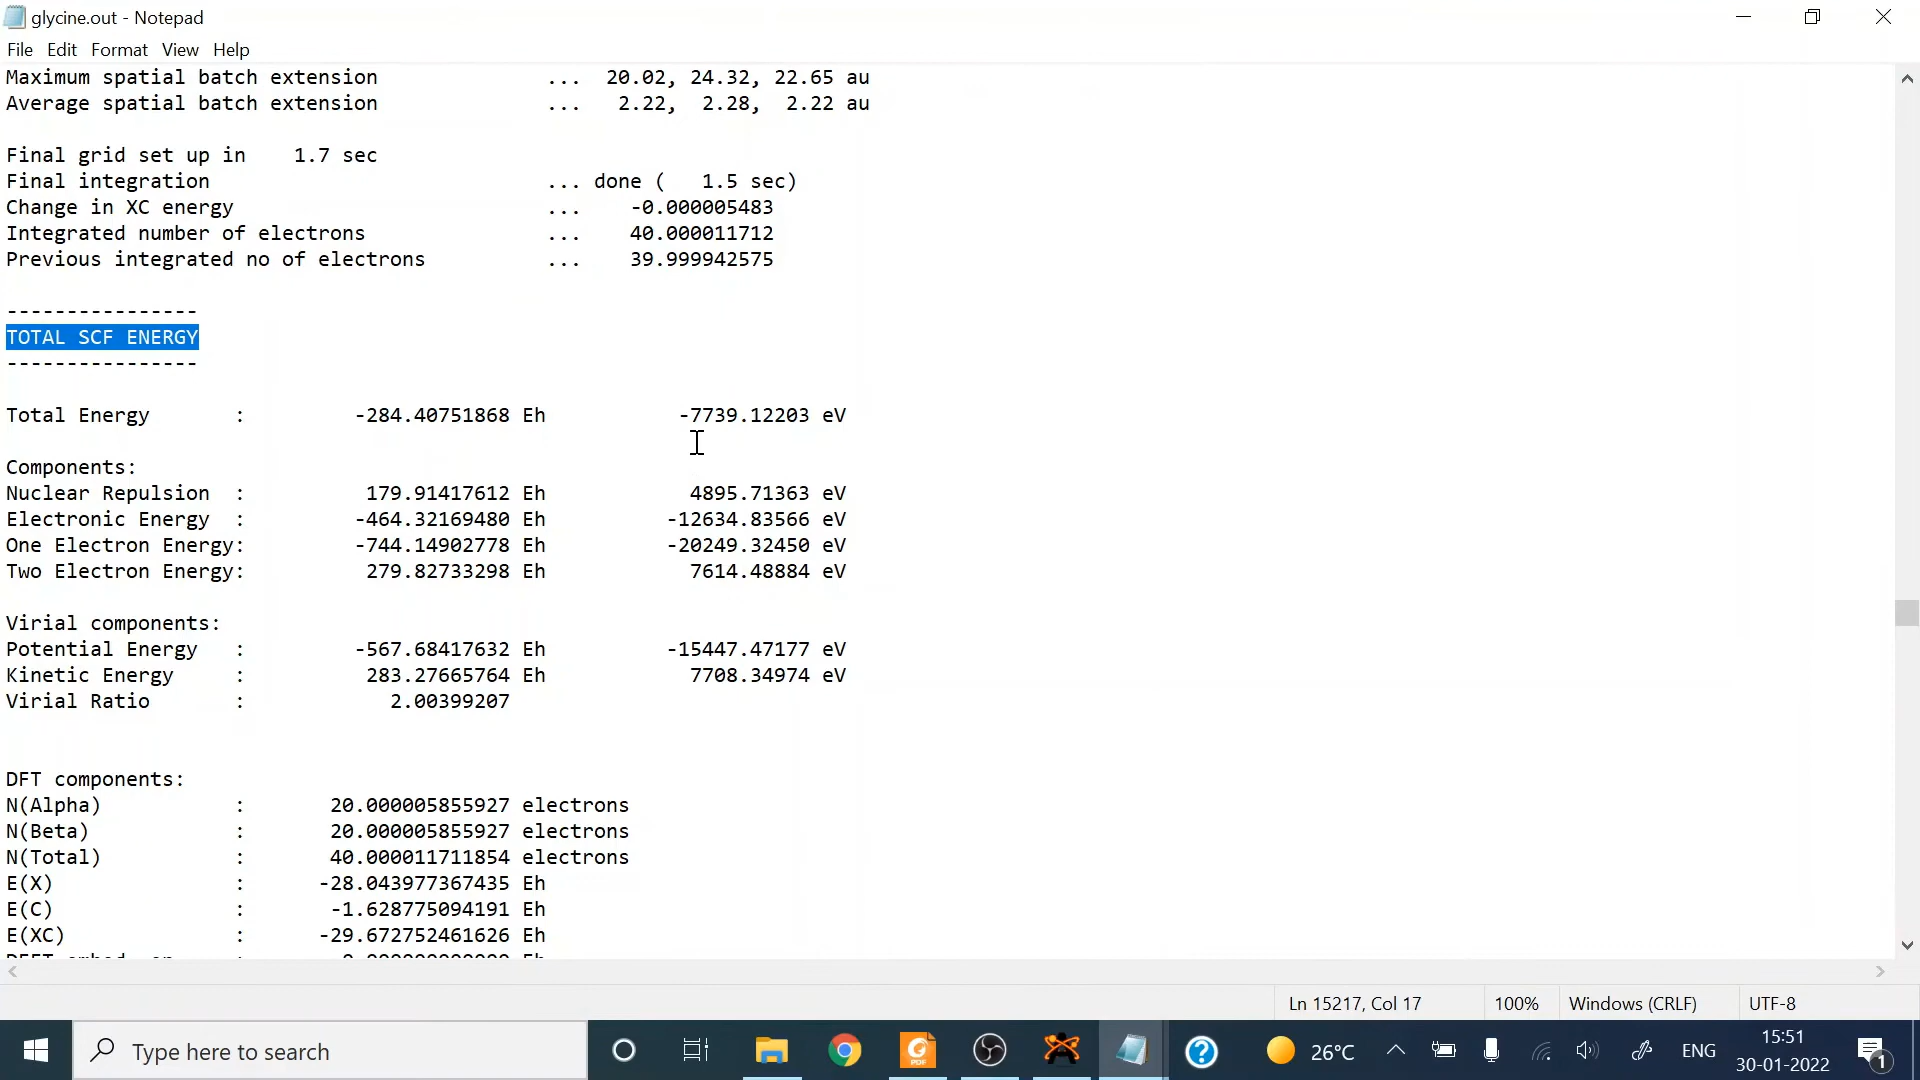 glycine.out - Notepad
File Edit Format View Help
Maximum spatial batch extension ... 20.02, 24.32, 22.65 au
Average spatial batch extension ... 2.22, 2.28, 2.22 au
Final grid set up in 1.7 sec
Final integration ... done ( 1.5 sec)
Change in XC energy ... -0.000005483
Integrated number of electrons ... 40.000011712
Previous integrated no of electrons ... 39.999942575
----------------
TOTAL SCF ENERGY
----------------
Total Energy : -284.40751868 Eh -7739.12203 eV
Components:
Nuclear Repulsion : 179.91417612 Eh 4895.71363 eV
Electronic Energy : -464.32169480 Eh -12634.83566 eV
One Electron Energy: -744.14902778 Eh -20249.32450 eV
Two Electron Energy: 279.82733298 Eh 7614.48884 eV
Virial components:
Potential Energy : -567.68417632 Eh -15447.47177 eV
Kinetic Energy : 283.27665764 Eh 7708.34974 eV
Virial Ratio : 2.00399207
DFT components:
N(Alpha) : 20.000005855927 electrons
N(Beta) : 20.000005855927 electrons
N(Total) : 40.000011711854 electrons
E(X) : -28.043977367435 Eh
E(C) : -1.628775094191 Eh
E(XC) : -29.672752461626 Eh
Ln 15217, Col 17 100% Windows (CRLF) UTF-8
Type here to search
PDF
26°C
ENG
15:51
30-01-2022
1